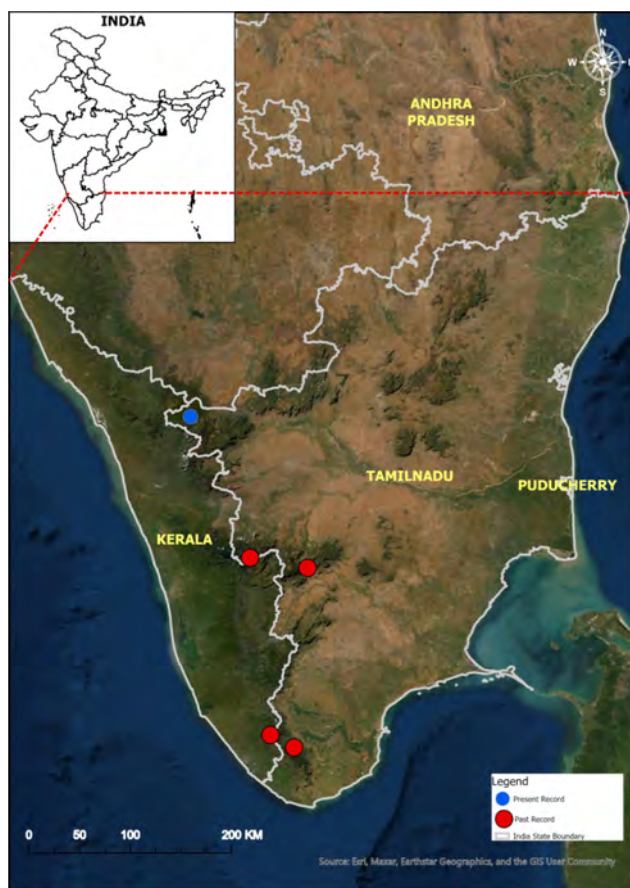 INDIA
N
W
S
ANDHRA
PRADESH
TAMILNADU
PUDUCHERRY
KERALA
Legend
Present Record
Past Record
India State Boundary
0 50 100 200 KM
Source: Esri, Maxar, Earthstar Geographics, and the GIS User Community